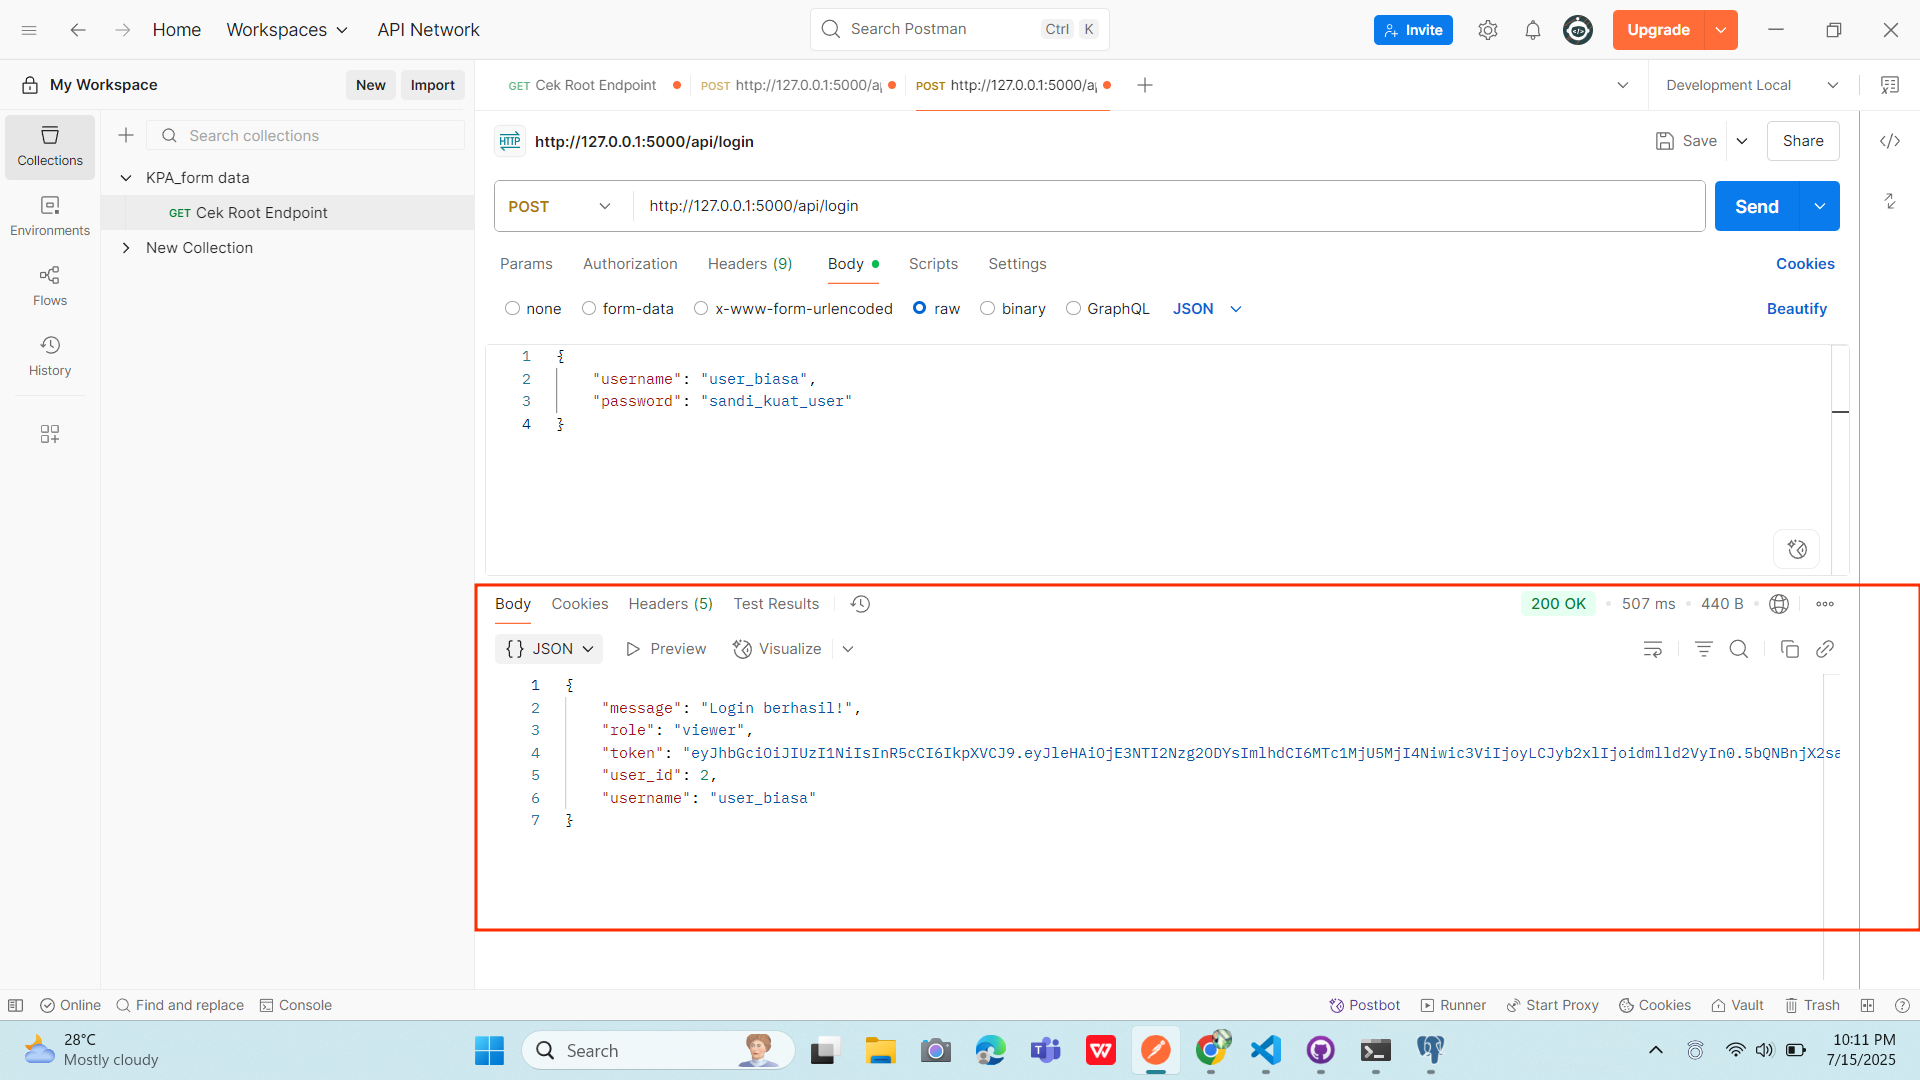 Home
Workspaces
API Network
Search Postman
Ctrl K
Invite
Upgrade
My Workspace
New
Import
GET Cek Root Endpoint
POST http://127.0.0.1:5000/a
POST http://127.0.0.1:5000/a
Development Local
Collections
Environments
Flows
History
Search collections
KPA_form data
GET Cek Root Endpoint
New Collection
HTTP
http://127.0.0.1:5000/api/login
Save
Share
POST
http://127.0.0.1:5000/api/login
Send
Params
Authorization
Headers (9)
Body
Scripts
Settings
Cookies
none
form-data
x-www-form-urlencoded
raw
binary
GraphQL
JSON
Beautify
1 {
2 "username": "user_biasa",
3 "password": "sandi_kuat_user"
4 }
Body
Cookies
Headers (5)
Test Results
200 OK
507 ms
440 B
{} JSON
Preview
Visualize
1 {
2 "message": "Login berhasil!",
3 "role": "viewer",
4 "token": "eyJhbGciOiJIUzI1NiIsInR5cCI6IkpXVCJ9.eyJleHAiOjE3NTI2Nzg2ODYsImlhdCI6MTc1MjU5MjI4Niwic3ViIjoyLCJyb2xlIjoidmlld2VyIn0.5bQNBnjX2sa
5 "user_id": 2,
6 "username": "user_biasa"
7 }
Online
Find and replace
Console
Postbot
Runner
Start Proxy
Cookies
Vault
Trash
28°C
Mostly cloudy
Search
10:11 PM
7/15/2025